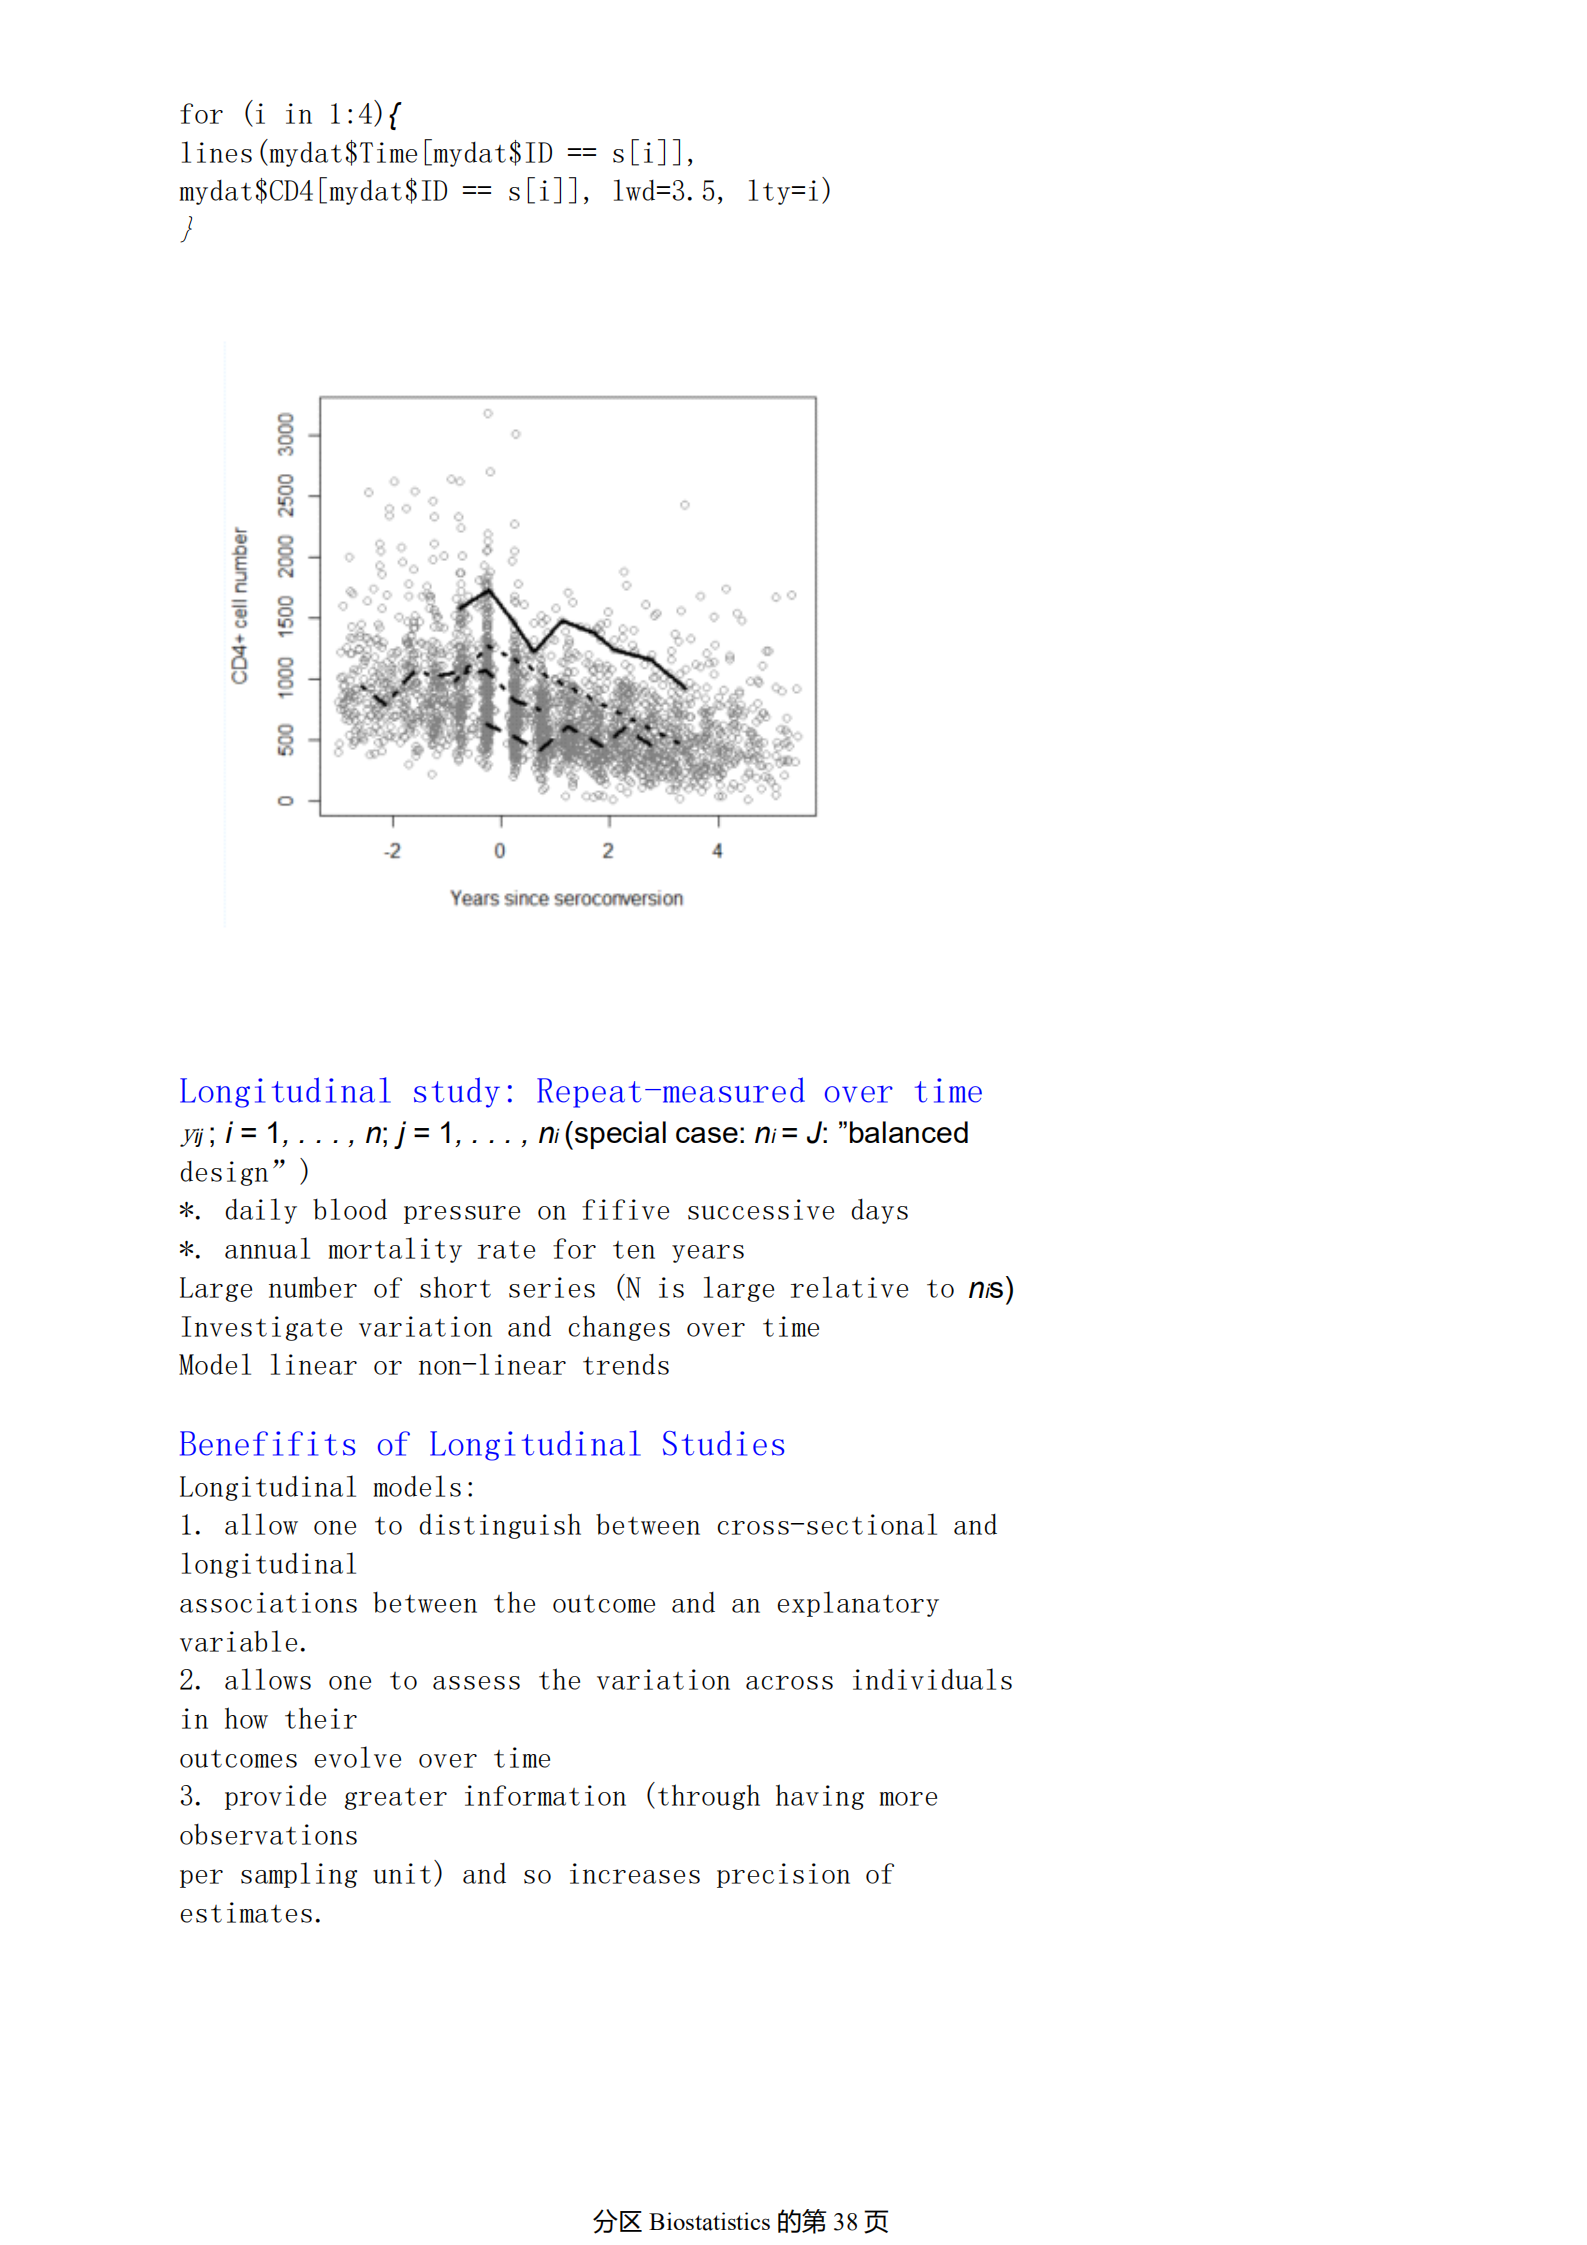 for (i in 1:4){
lines(mydat$Time[mydat$ID == s[i]],
mydat$CD4[mydat$ID == s[i]], lwd=3.5, lty=i)
}
3000
2500
2000
1500
1000
500
0
CD4+ cell number
-2 0 2 4
Years since seroconversion
Longitudinal study: Repeat-measured over time
yij ; i = 1, . . . , n; j = 1, . . . , ni (special case: ni = J: ”balanced
design”)
*. daily blood pressure on fifive successive days
*. annual mortality rate for ten years
Large number of short series (N is large relative to nis)
Investigate variation and changes over time
Model linear or non-linear trends
Benefifits of Longitudinal Studies
Longitudinal models:
1. allow one to distinguish between cross-sectional and
longitudinal
associations between the outcome and an explanatory
variable.
2. allows one to assess the variation across individuals
in how their
outcomes evolve over time
3. provide greater information (through having more
observations
per sampling unit) and so increases precision of
estimates.
分区 Biostatistics 的第 38 页